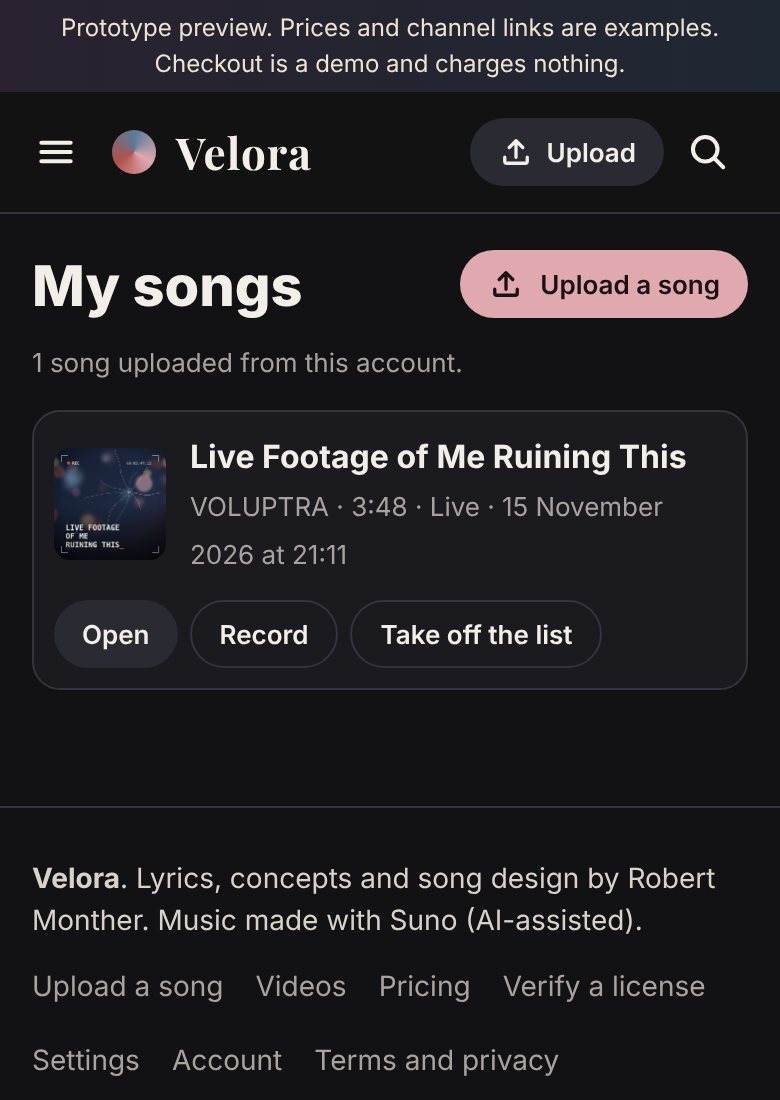 Prototype preview. Prices and channel links are examples.
Checkout is a demo and charges nothing.
Velora
Upload
My songs
Upload a song
1 song uploaded from this account.
REC
LIVE FOOTAGE
OF ME
RUINING THIS_
Live Footage of Me Ruining This
VOLUPTRA · 3:48 · Live · 15 November
2026 at 21:11
Open
Record
Take off the list
Velora. Lyrics, concepts and song design by Robert
Monther. Music made with Suno (AI-assisted).
Upload a song Videos Pricing Verify a license
Settings Account Terms and privacy